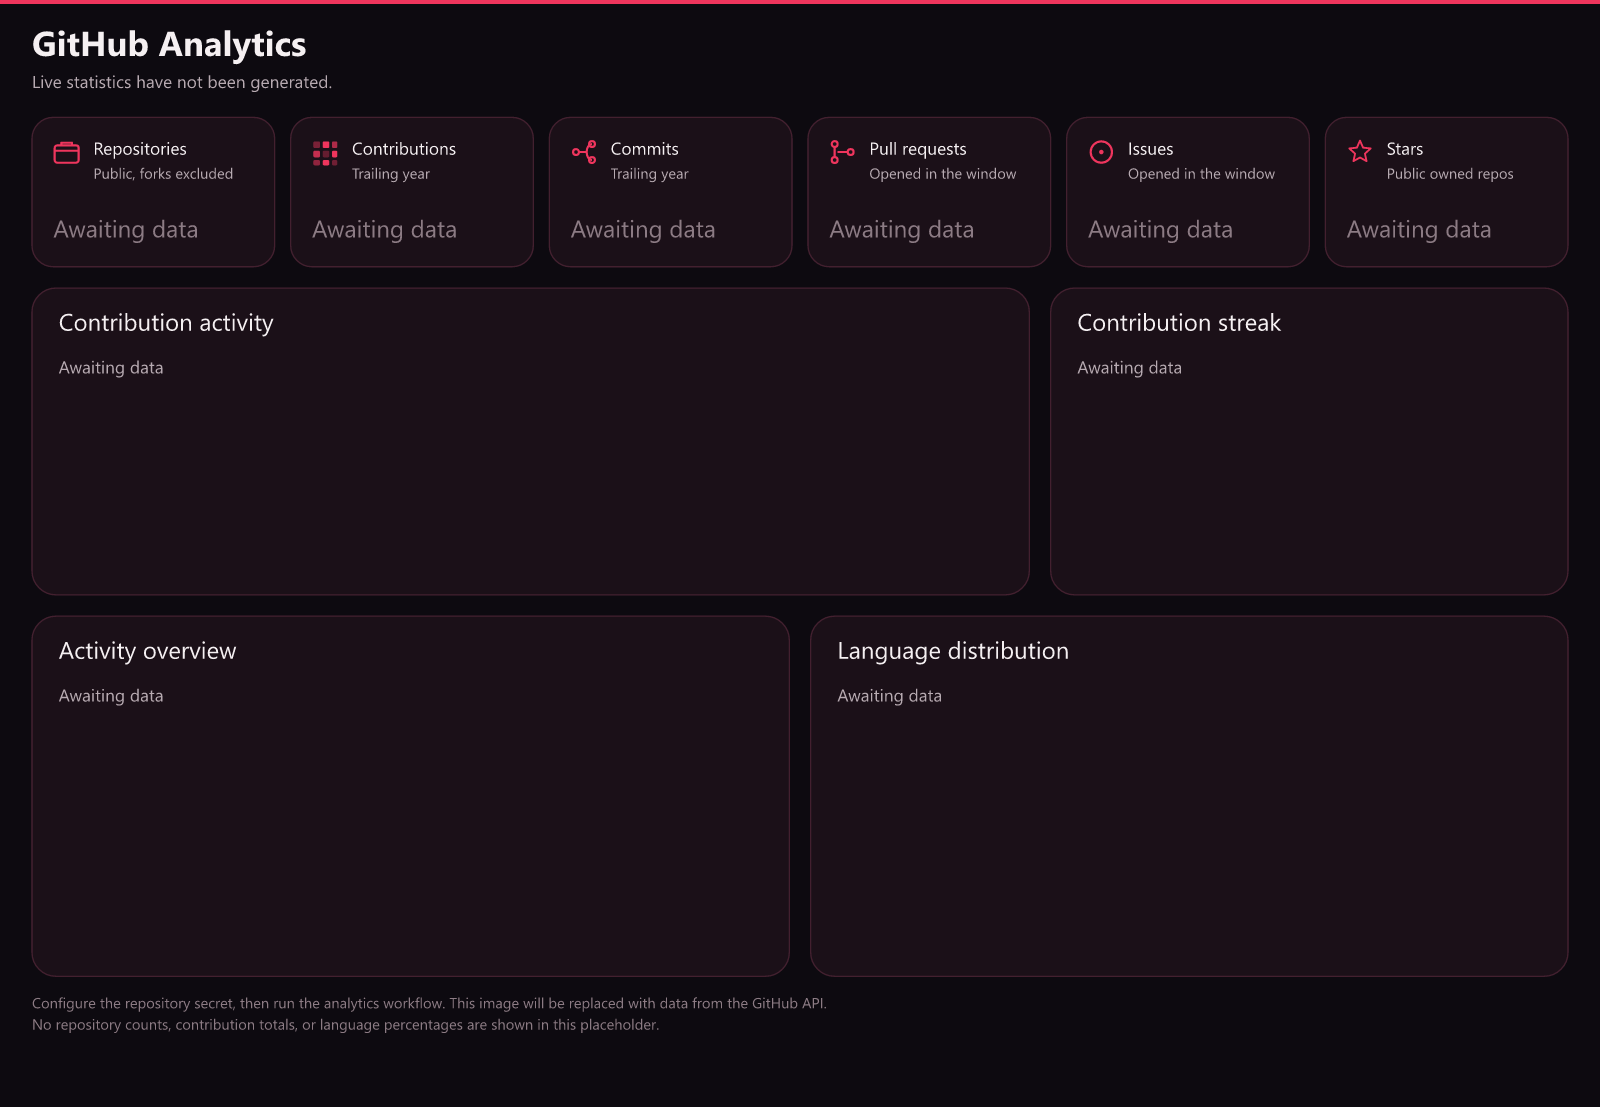 GitHub Analytics
Live statistics have not been generated.
Repositories
Public, forks excluded
Awaiting data
Contributions
Trailing year
Awaiting data
Commits
Trailing year
Awaiting data
Pull requests
Opened in the window
Awaiting data
Issues
Opened in the window
Awaiting data
Stars
Public owned repos
Awaiting data
Contribution activity
Awaiting data
Contribution streak
Awaiting data
Activity overview
Awaiting data
Language distribution
Awaiting data
Configure the repository secret, then run the analytics workflow. This image will be replaced with data from the GitHub API.
No repository counts, contribution totals, or language percentages are shown in this placeholder.